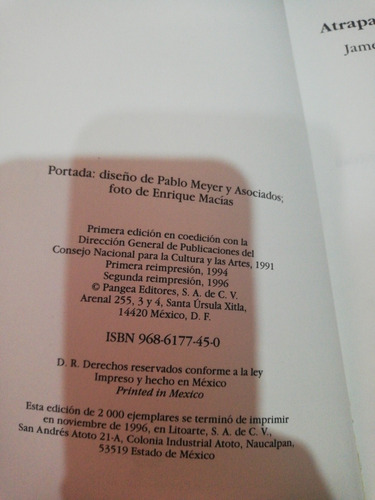 Atrapa
Jame
Portada: diseño de Pablo Meyer y Asociados;
foto de Enrique Macías
Primera edición en coedición con la
Dirección General de Publicaciones del
Consejo Nacional para la Cultura y las Artes, 1991
Primera reimpresión, 1994
Segunda reimpresión, 1996
© Pangea Editores, S. A. de C. V.
Arenal 255, 3 y 4, Santa Úrsula Xitla,
14420 México, D. F.
ISBN 968-6177-45-0
D. R. Derechos reservados conforme a la ley
Impreso y hecho en México
Printed in Mexico
Esta edición de 2 000 ejemplares se terminó de imprimir
en noviembre de 1996, en Litoarte, S. A. de C. V.,
San Andrés Atoto 21-A, Colonia Industrial Atoto, Naucalpan,
53519 Estado de México